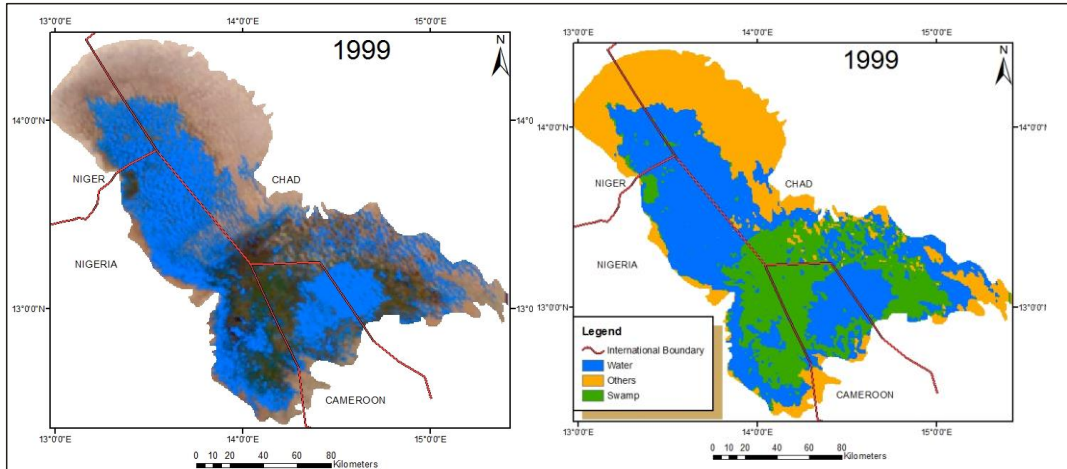 13°0'0"E 14°0'0"E 15°0'0"E
1999
N
14°0'0"N
14°0'
NIGER
CHAD
NIGERIA
13°0'0"N
13°0'0"N
CAMEROON
13°0'0"E 14°0'0"E 15°0'0"E
0 10 20 40 60 80
Kilometers
13°0'0"E 14°0'0"E 15°0'0"E
1999
N
14°0'0"N
NIGER
CHAD
NIGERIA
13°0'0"N
Legend
International Boundary
Water
Others
Swamp
CAMEROON
13°0'0"E 14°0'0"E 15°0'0"E
0 10 20 40 60 80
Kilometers